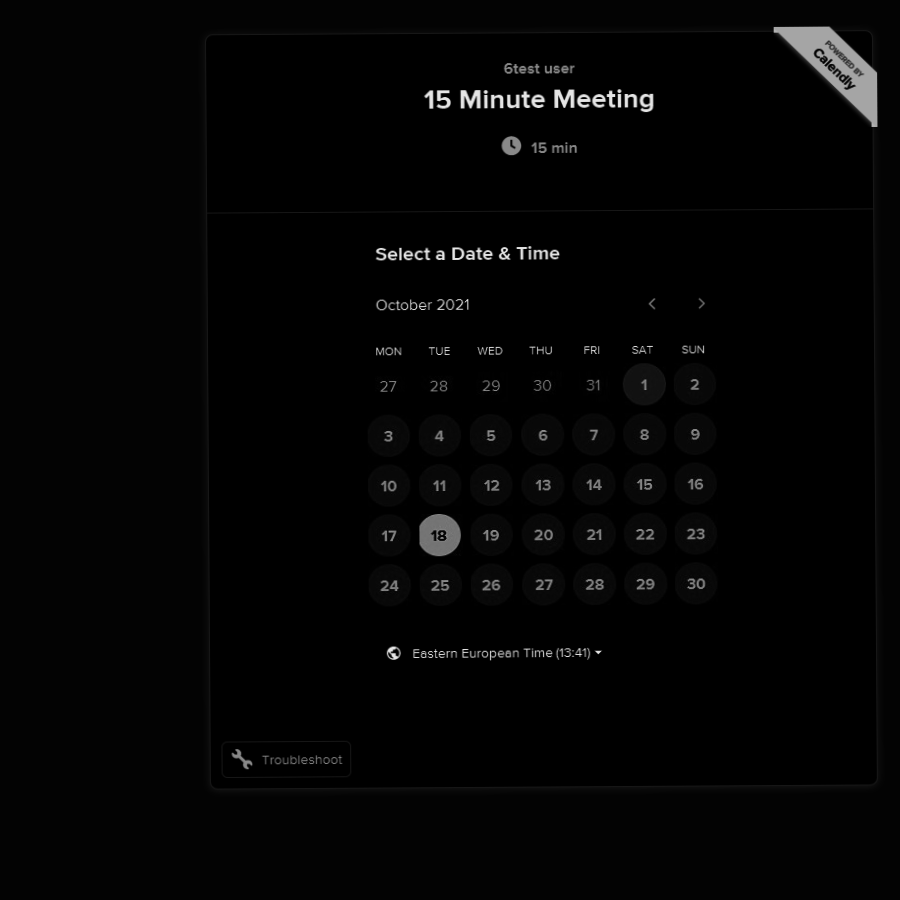 POWERED BY
Calendly
6test user
15 Minute Meeting
15 min
Select a Date & Time
October 2021
MON TUE WED THU FRI SAT SUN
27 28 29 30 31 1 2
3 4 5 6 7 8 9
10 11 12 13 14 15 16
17 18 19 20 21 22 23
24 25 26 27 28 29 30
Eastern European Time (13:41)
Troubleshoot